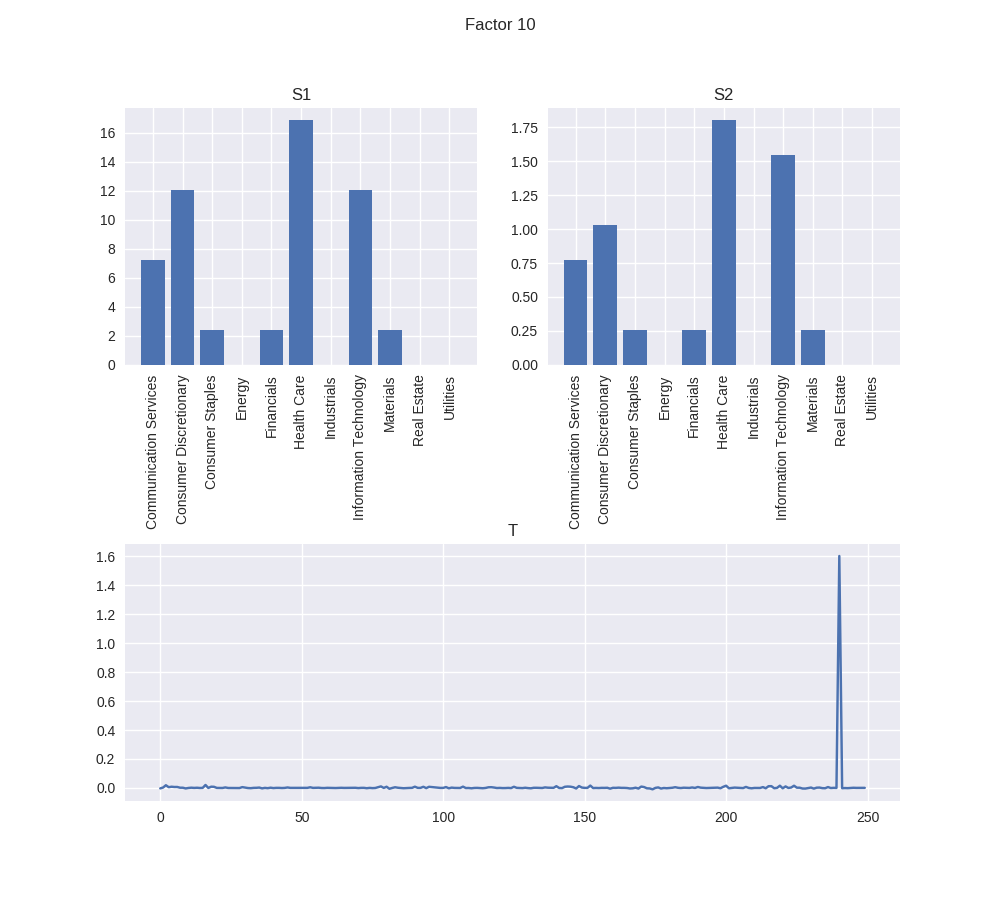 Factor 10
S1
16
14
12
10
8
6
4
2
0
Communication Services
Consumer Discretionary
Consumer Staples
Energy
Financials
Health Care
Industrials
Information Technology
Materials
Real Estate
Utilities
S2
1.75
1.50
1.25
1.00
0.75
0.50
0.25
0.00
Communication Services
Consumer Discretionary
Consumer Staples
Energy
Financials
Health Care
Industrials
Information Technology
Materials
Real Estate
Utilities
T
1.6
1.4
1.2
1.0
0.8
0.6
0.4
0.2
0.0
0 50 100 150 200 250